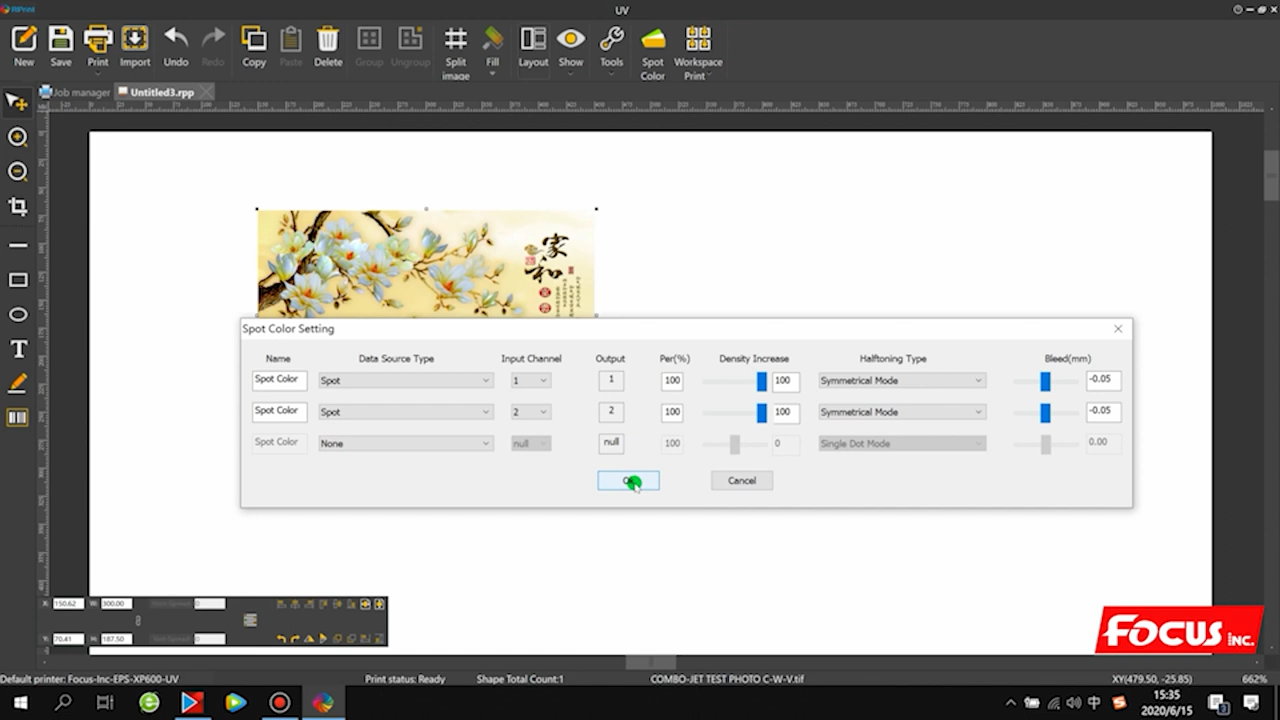 RIPrint
UV
New Save Print Import Undo Redo Copy Paste Delete Group Ungroup Split image Fill Layout Show Tools Spot Color Workspace Print
Job manager Untitled3.rpp
家和
Spot Color Setting
Name Data Source Type Input Channel Output Per(%) Density Increase Halftoning Type Bleed(mm)
Spot Color Spot 1 1 100 100 Symmetrical Mode -0.05
Spot Color Spot 2 2 100 100 Symmetrical Mode -0.05
Spot Color None null null 100 0 Single Dot Mode 0.00
Cancel
X: 150.62 W: 300.00 0
Y: 70.41 H: 187.50 0
FOCUS INC.
Default printer: Focus-Inc-EPS-XP600-UV Print status: Ready Shape Total Count:1 COMBO-JET TEST PHOTO C-W-V.tif XY(479.50, -25.85) 662%
中 15:35
2020/6/15